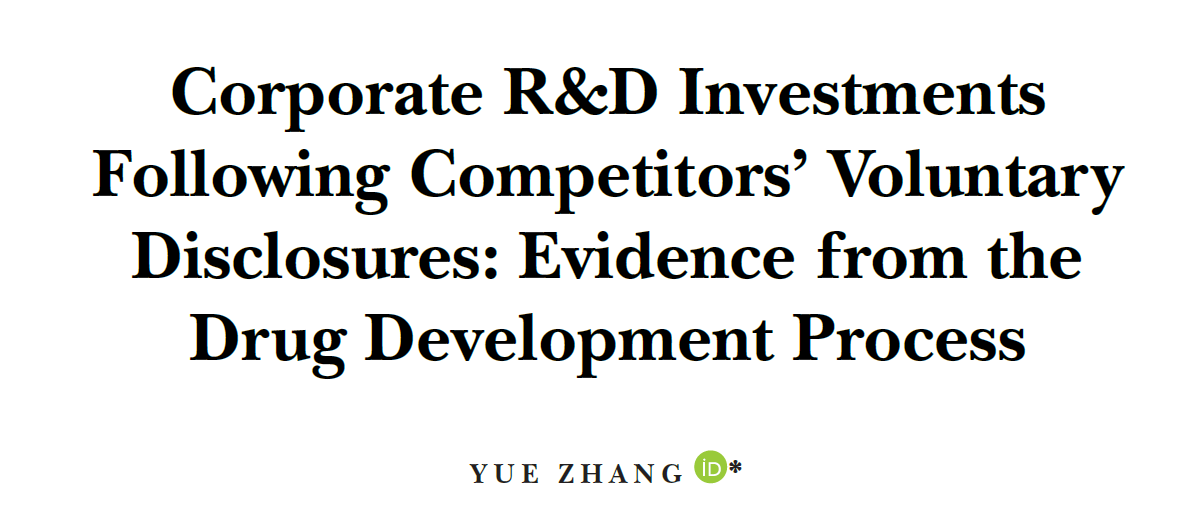 Corporate R&D Investments
Following Competitors’ Voluntary
Disclosures: Evidence from the
Drug Development Process
YUE ZHANG iD*